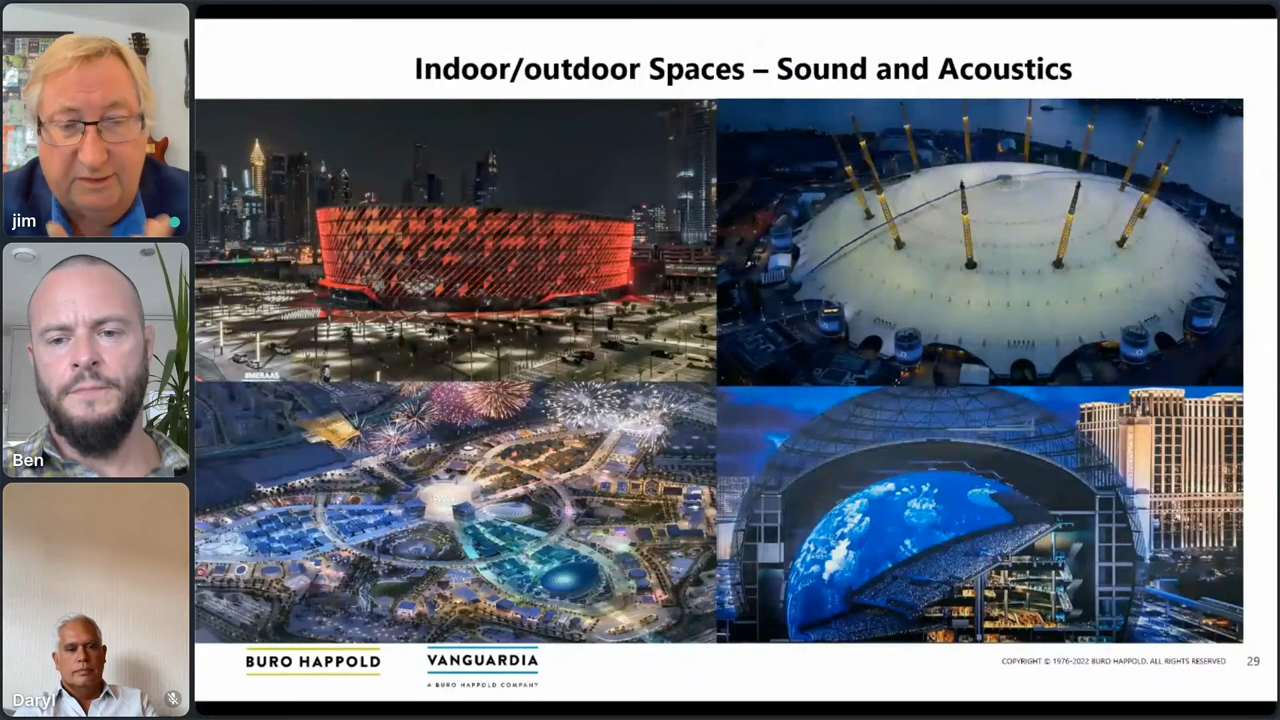 Indoor/outdoor Spaces – Sound and Acoustics
jim
Ben
Daryl
#MERAAS
BURO HAPPOLD
VANGUARDIA
A BURO HAPPOLD COMPANY
COPYRIGHT © 1976-2022 BURO HAPPOLD. ALL RIGHTS RESERVED
29